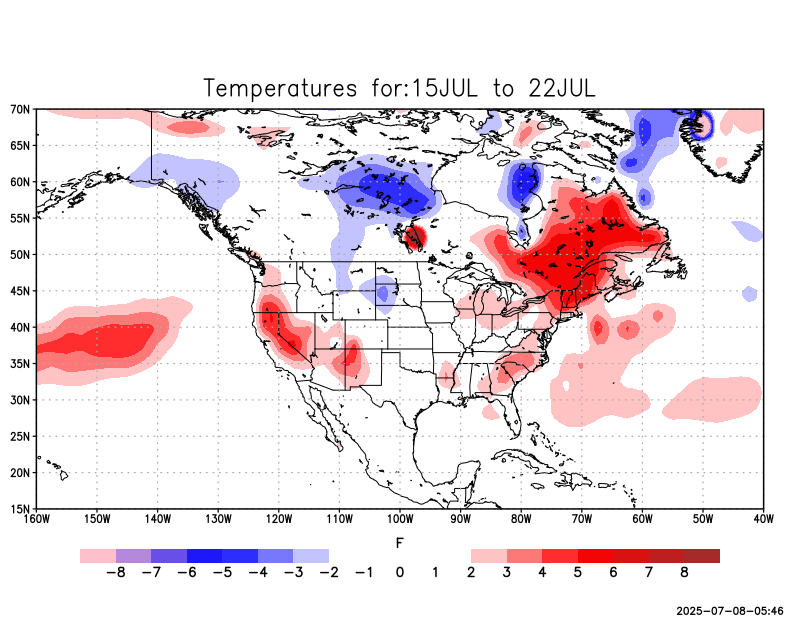 Temperatures for:15JUL to 22JUL
70N
65N
60N
55N
50N
45N
40N
35N
30N
25N
20N
15N
160W 150W 140W 130W 120W 110W 100W 90W 80W 70W 60W 50W 40W
F
-8 -7 -6 -5 -4 -3 -2 -1 0 1 2 3 4 5 6 7 8
2025-07-08-05:46